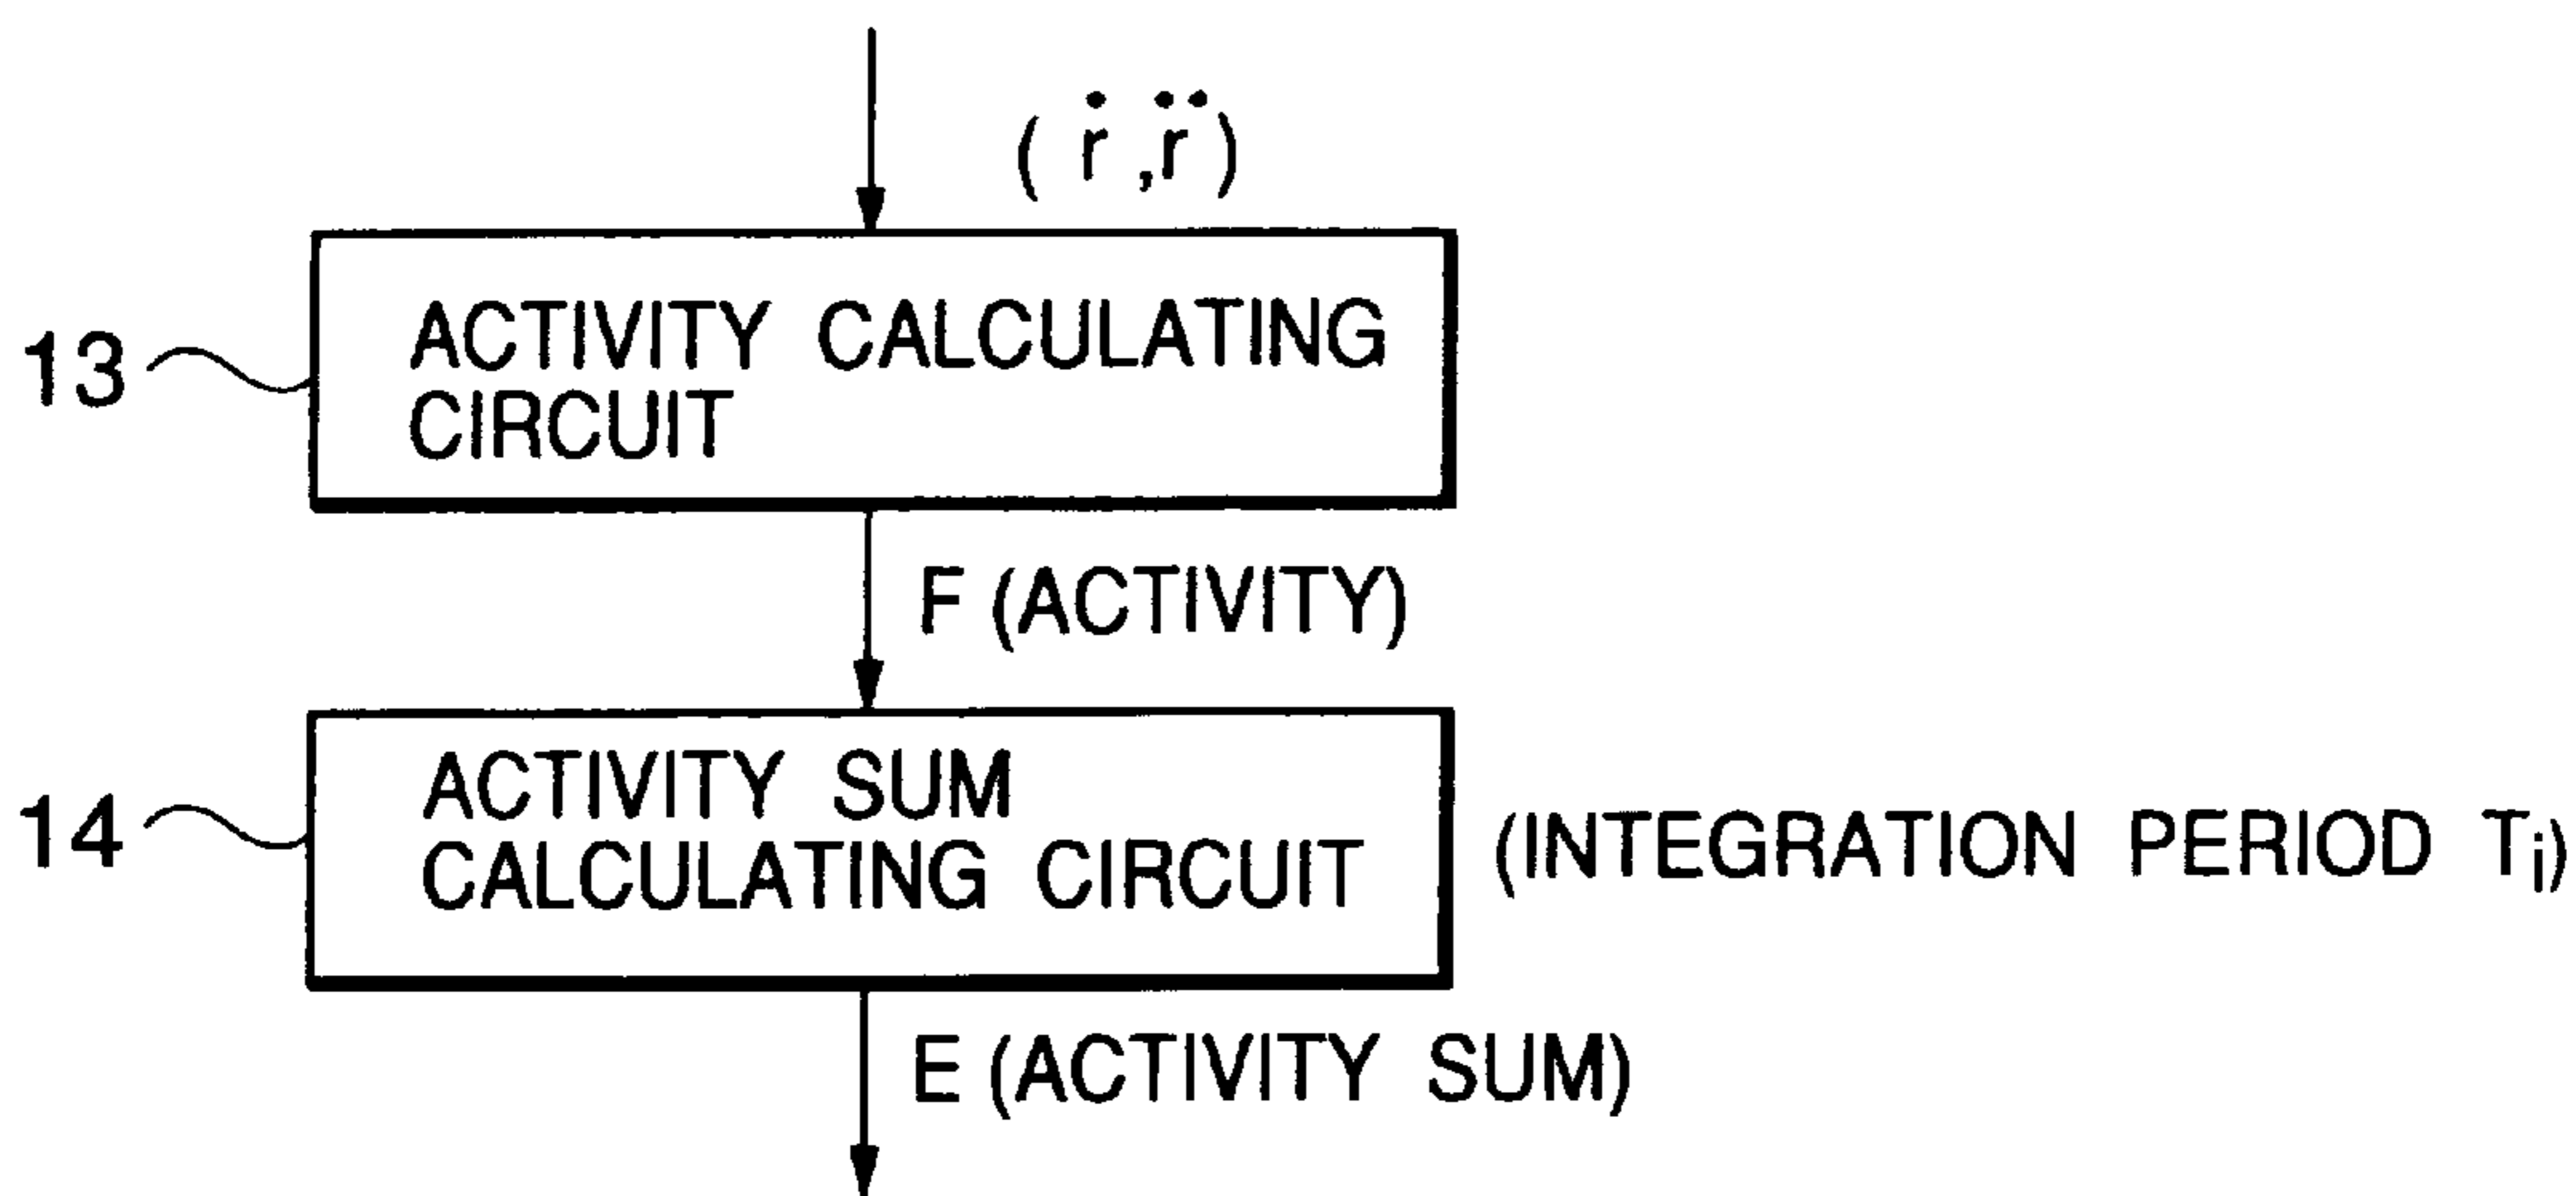 (ṙ,r̈)
13
ACTIVITY CALCULATING
CIRCUIT
F (ACTIVITY)
14
ACTIVITY SUM
CALCULATING CIRCUIT
(INTEGRATION PERIOD Ti)
E (ACTIVITY SUM)